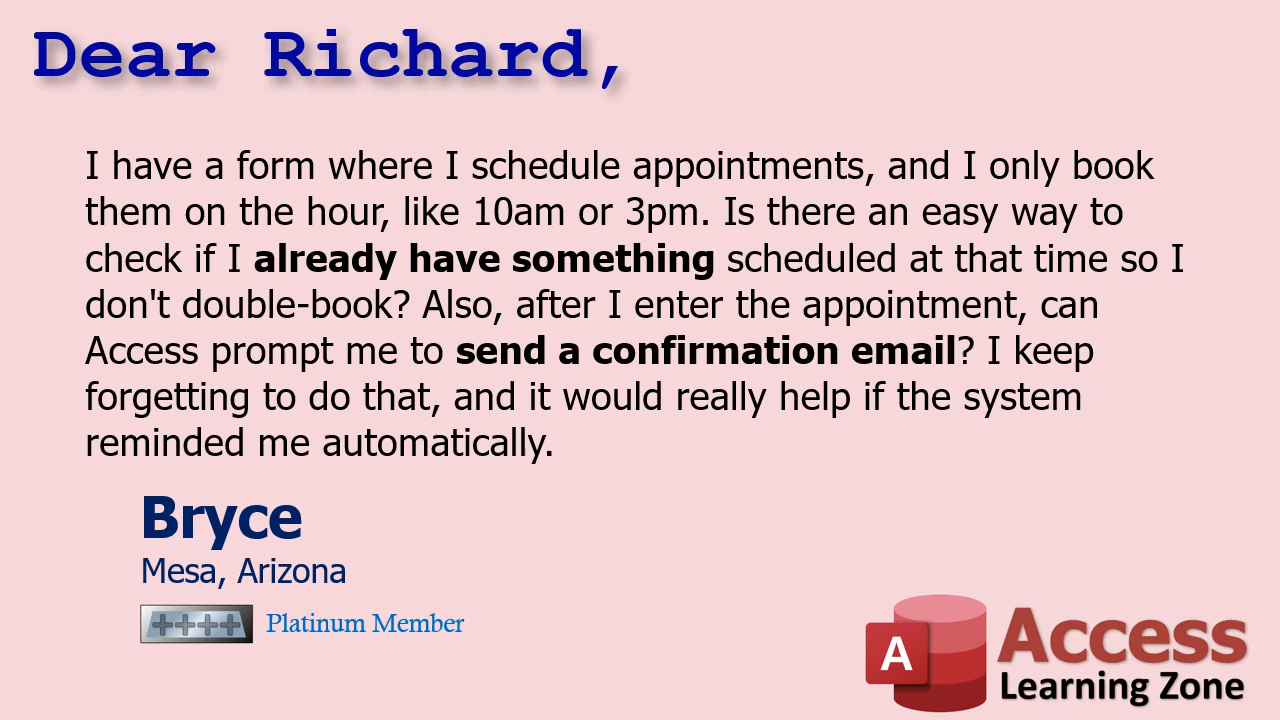 Dear Richard,
I have a form where I schedule appointments, and I only book
them on the hour, like 10am or 3pm. Is there an easy way to
check if I already have something scheduled at that time so I
don't double-book? Also, after I enter the appointment, can
Access prompt me to send a confirmation email? I keep
forgetting to do that, and it would really help if the system
reminded me automatically.
Bryce
Mesa, Arizona
Platinum Member
A
Access
Learning Zone